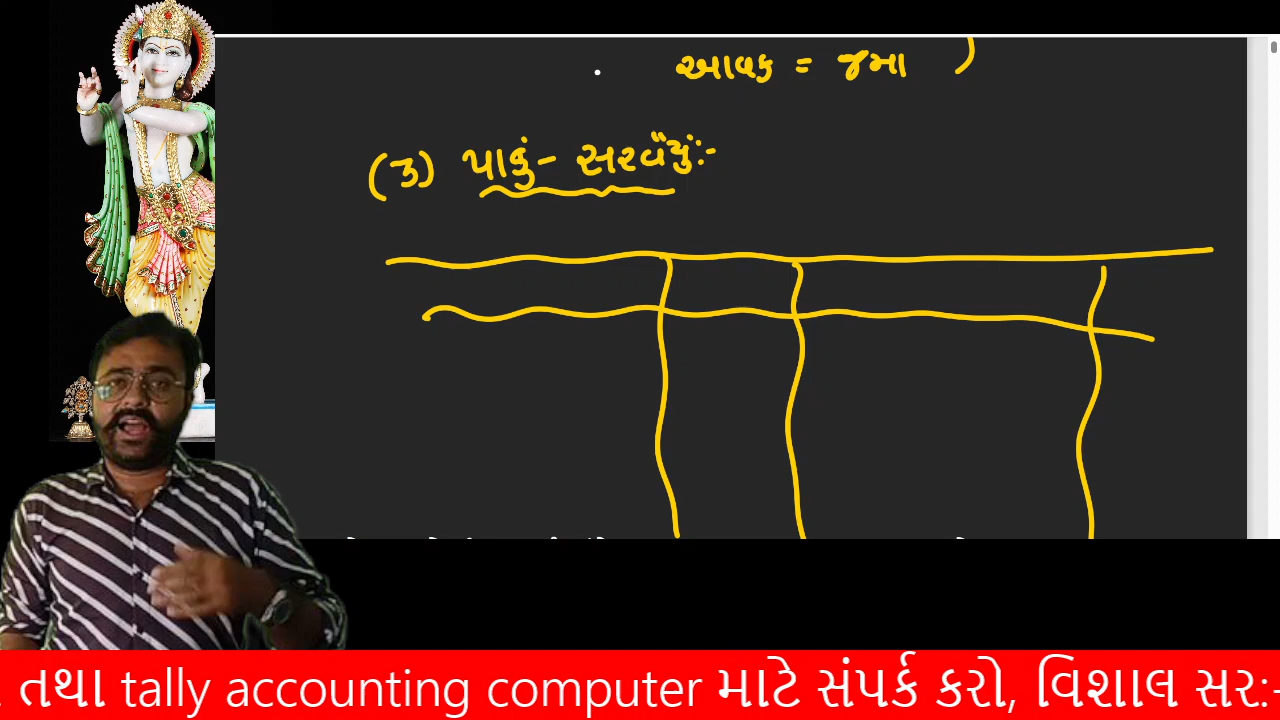 આવક = જમા )
(૩) પાકું- સરવૈયું:-
તથા tally accounting computer માટે સંપર્ક કરો, વિશાલ સર:-